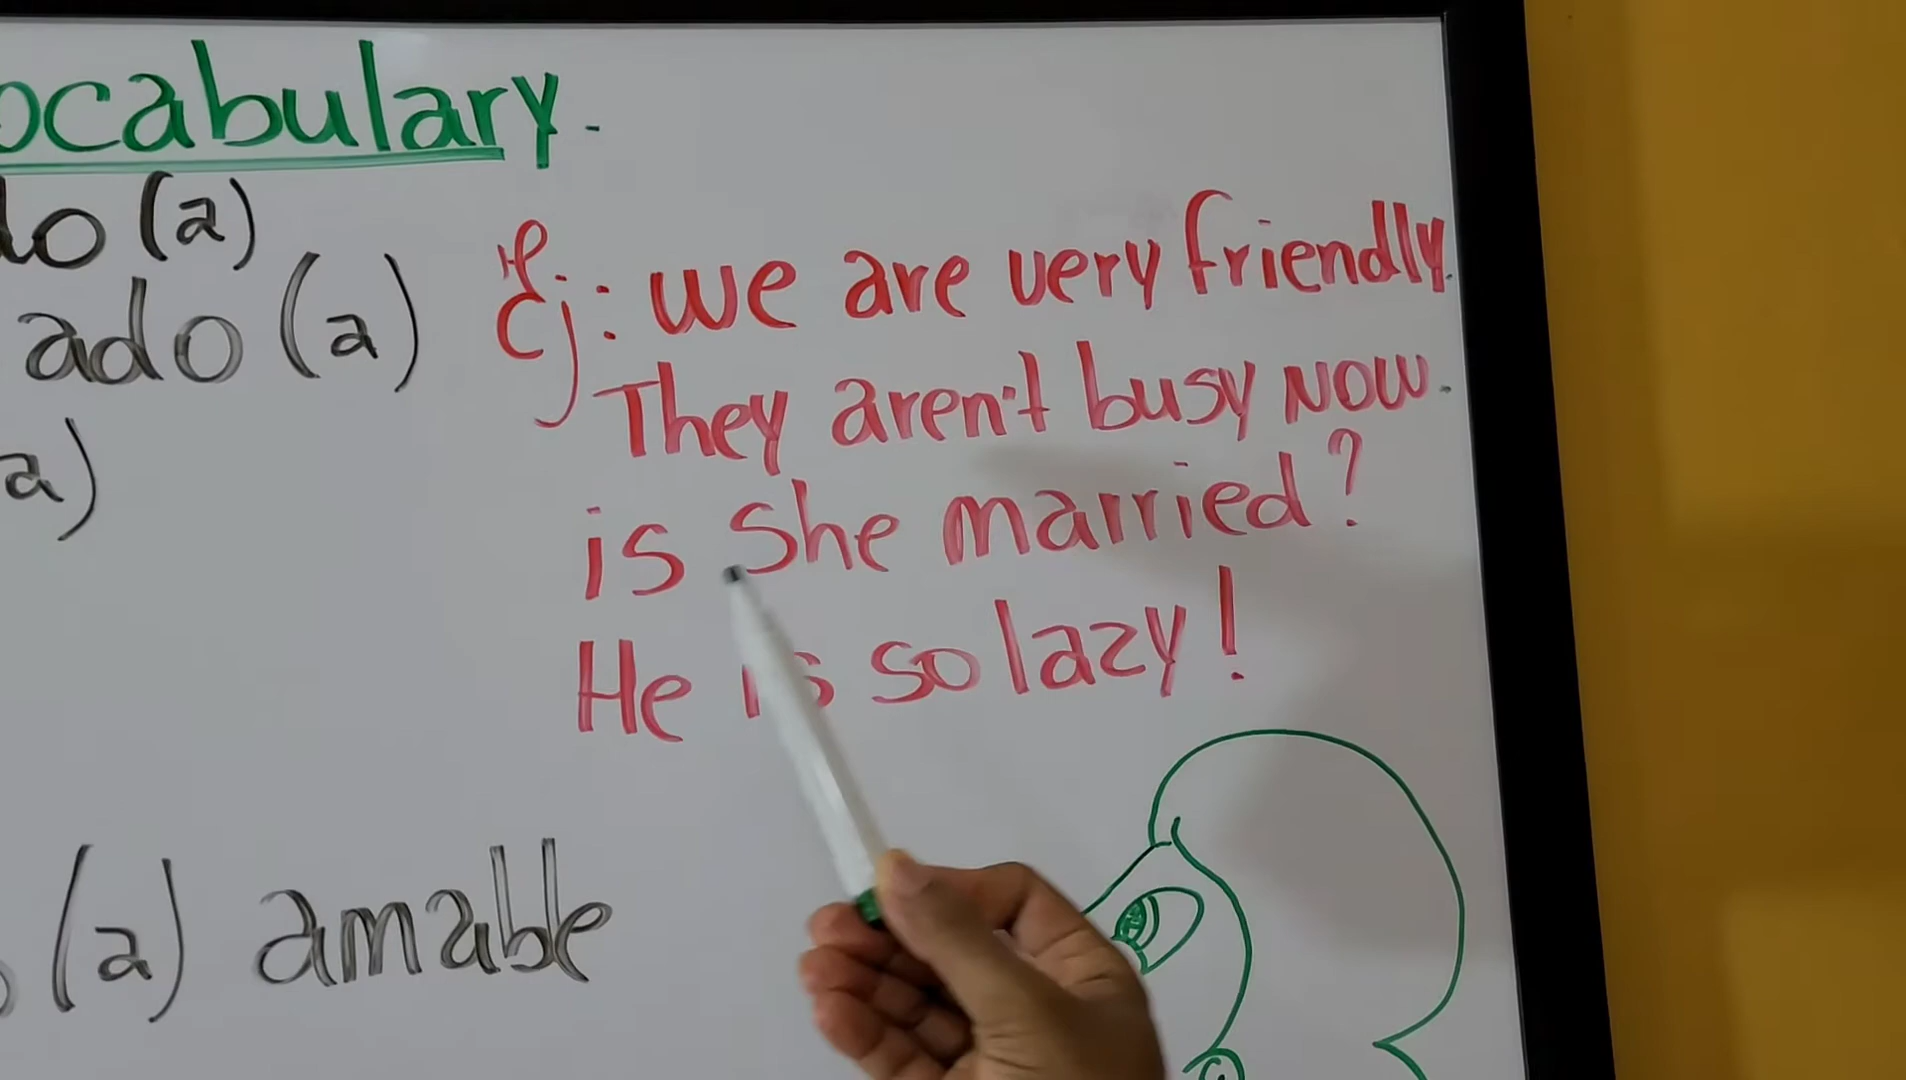 ocabulary.
do (a)
ado (a)
a)
Ej: we are very friendly.
They aren't busy now.
is She married?
He is so lazy!
(a) amable